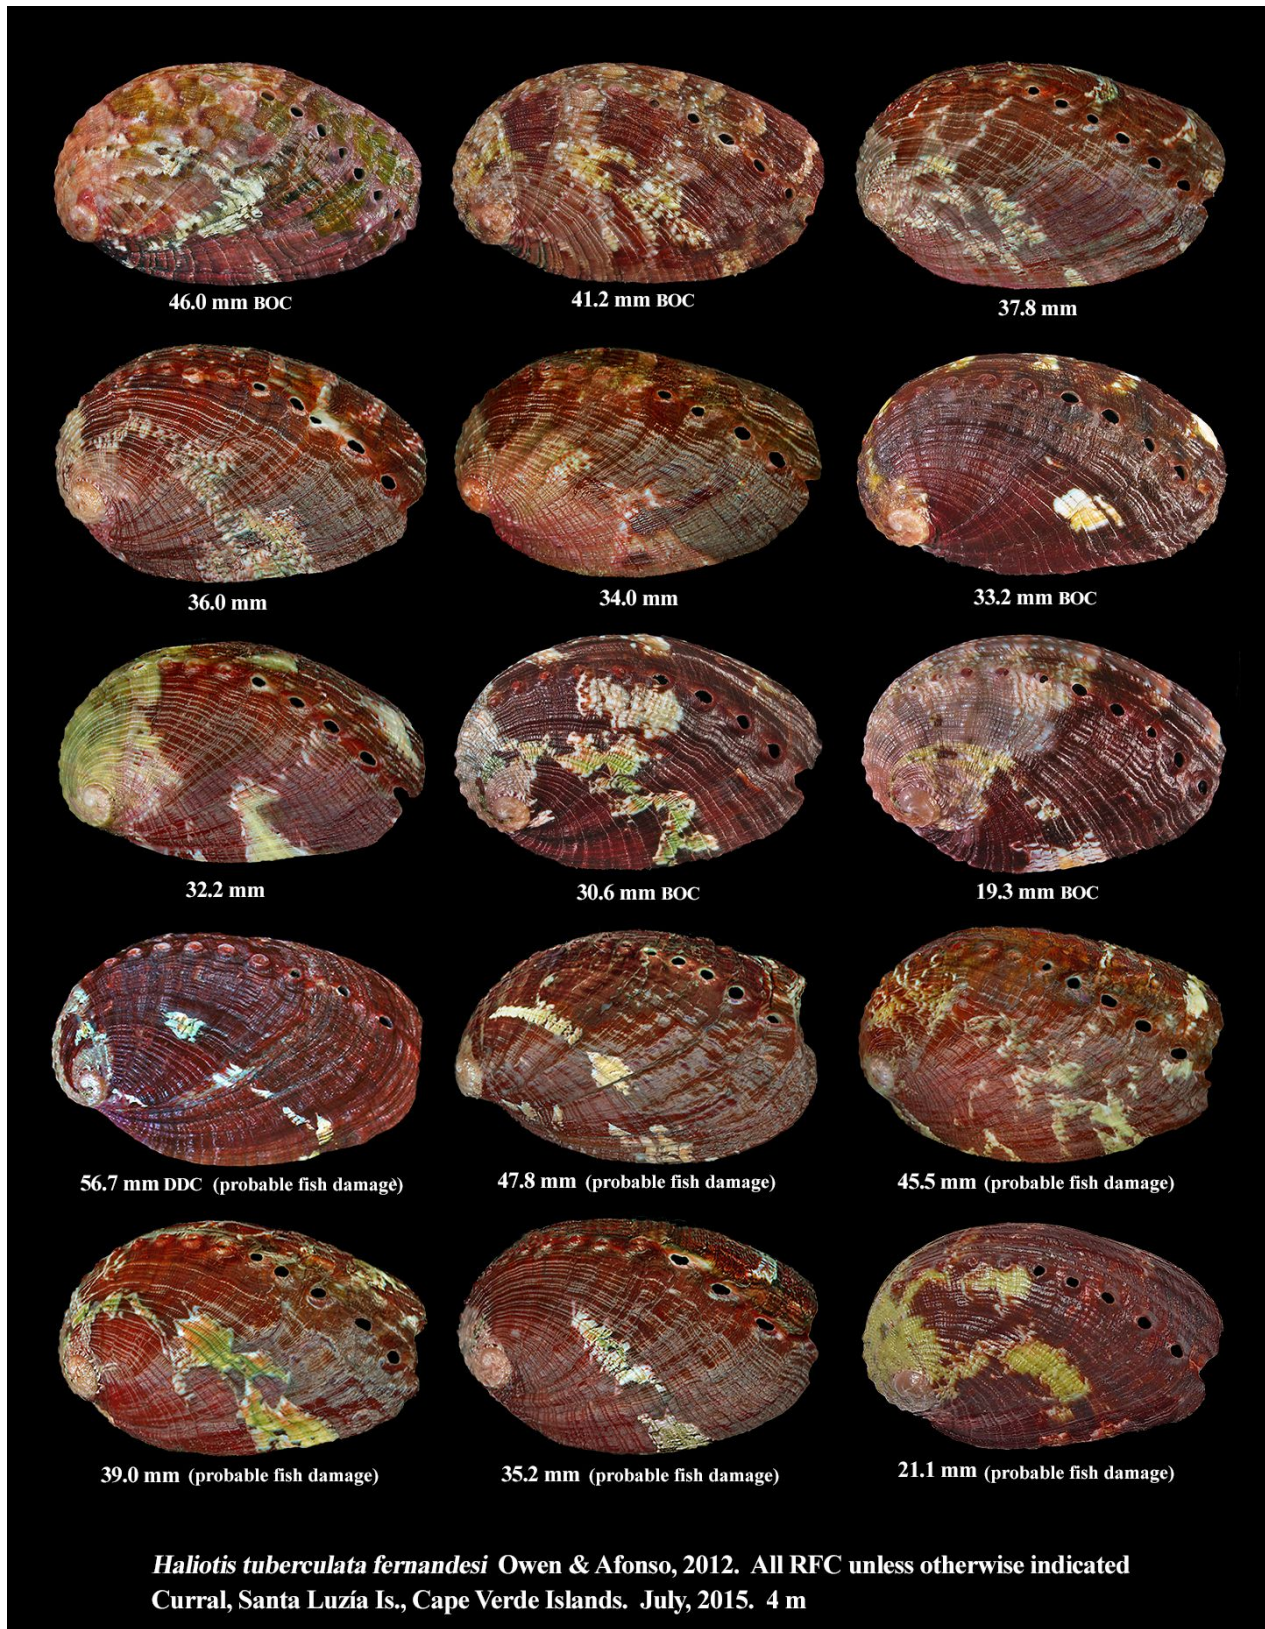 46.0 mm BOC
41.2 mm BOC
37.8 mm
36.0 mm
34.0 mm
33.2 mm BOC
32.2 mm
30.6 mm BOC
19.3 mm BOC
56.7 mm DDC (probable fish damage)
47.8 mm (probable fish damage)
45.5 mm (probable fish damage)
39.0 mm (probable fish damage)
35.2 mm (probable fish damage)
21.1 mm (probable fish damage)
Haliotis tuberculata fernandesi Owen & Afonso, 2012. All RFC unless otherwise indicated
Curral, Santa Luzía Is., Cape Verde Islands. July, 2015. 4 m